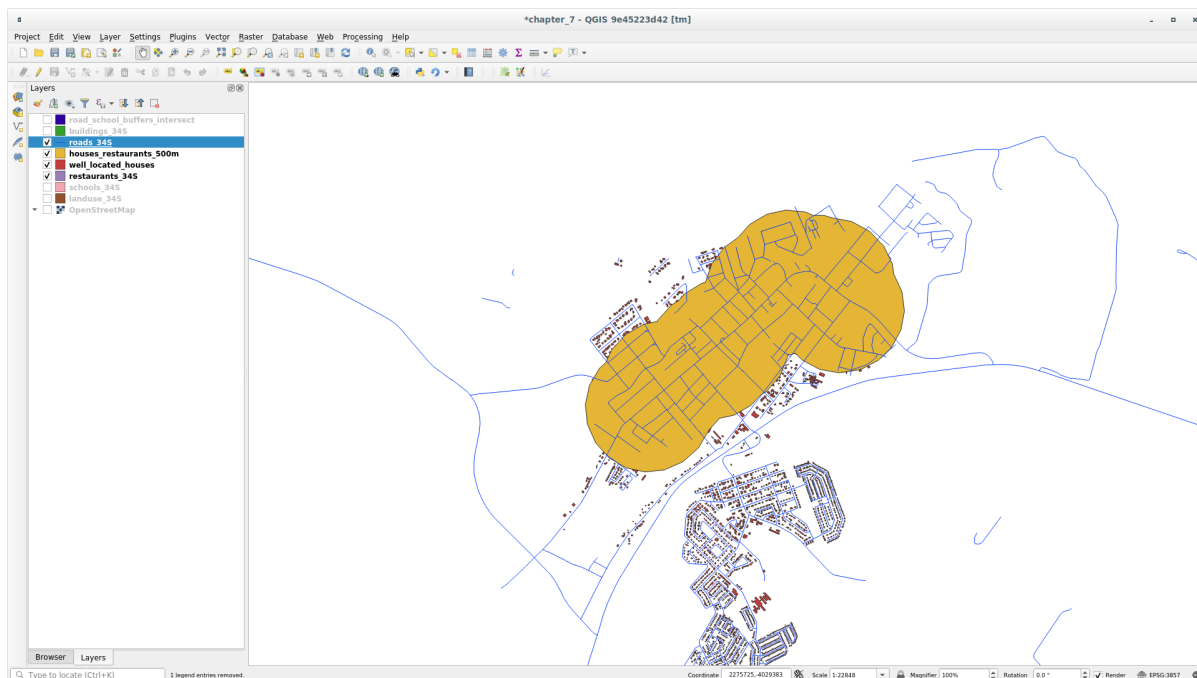 *chapter_7 - QGIS 9e45223d42 [tm]
Project Edit View Layer Settings Plugins Vector Raster Database Web Processing Help
Layers
road_school_buffers_intersect
buildings_34S
roads_34S
houses_restaurants_500m
well_located_houses
restaurants_34S
schools_34S
landuse_34S
OpenStreetMap
Browser Layers
Type to locate (Ctrl+K) 1 legend entries removed. Coordinate 2275725,-4029383 Scale 1:22848 Magnifier 100% Rotation 0.0 ° Render EPSG:3857